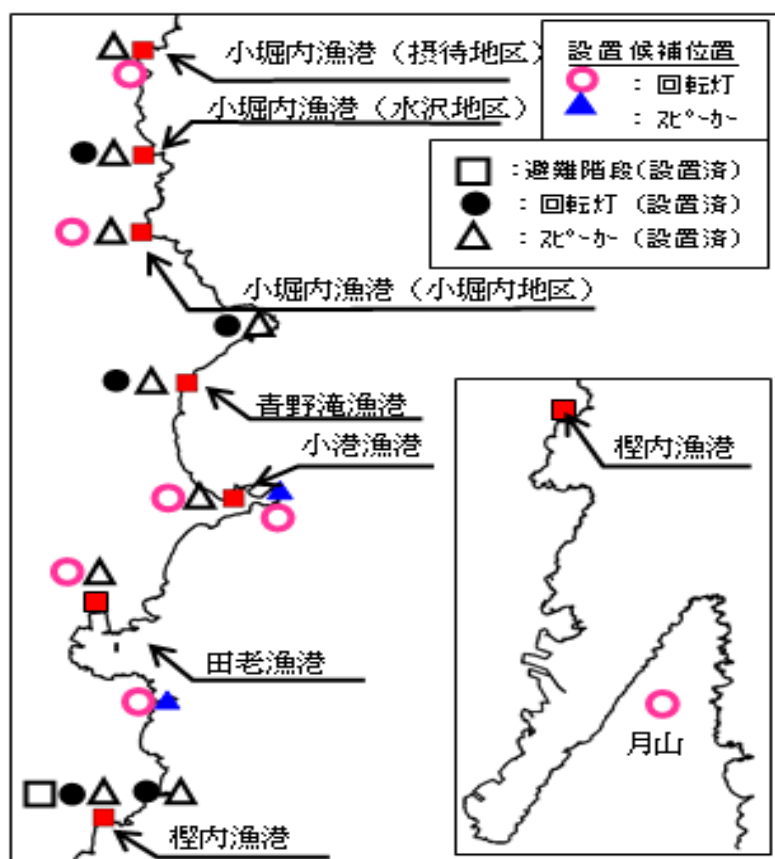 小堀内漁港（摂待地区）
設置候補位置
：回転灯
：ｽﾋﾟｰｶｰ
小堀内漁港（水沢地区）
：避難階段（設置済）
：回転灯（設置済）
：ｽﾋﾟｰｶｰ（設置済）
小堀内漁港（小堀内地区）
青野滝漁港
小港漁港
樫内漁港
田老漁港
月山
樫内漁港